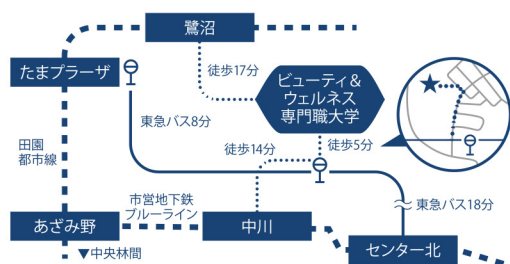 鷺沼
たまプラーザ
徒歩17分
ビューティ&
ウェルネス
専門職大学
東急バス8分
田園
都市線
徒歩14分
徒歩5分
市営地下鉄
ブルーライン
東急バス18分
あざみ野
中川
センター北
▼中央林間